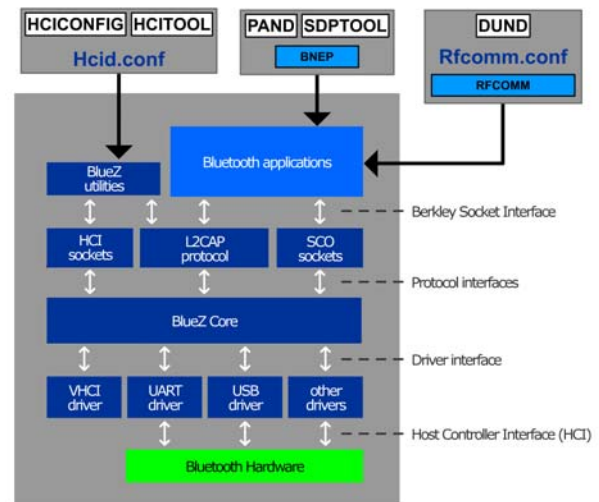 HCICONFIG HCITOOL
Hcid.conf
PAND SDPTOOL
BNEP
DUND
Rfcomm.conf
RFCOMM
Bluetooth applications
BlueZ
utilities
Berkley Socket Interface
HCI
sockets
L2CAP
protocol
SCO
sockets
Protocol interfaces
BlueZ Core
Driver interface
VHCI
driver
UART
driver
USB
driver
other
drivers
Host Controller Interface (HCI)
Bluetooth Hardware